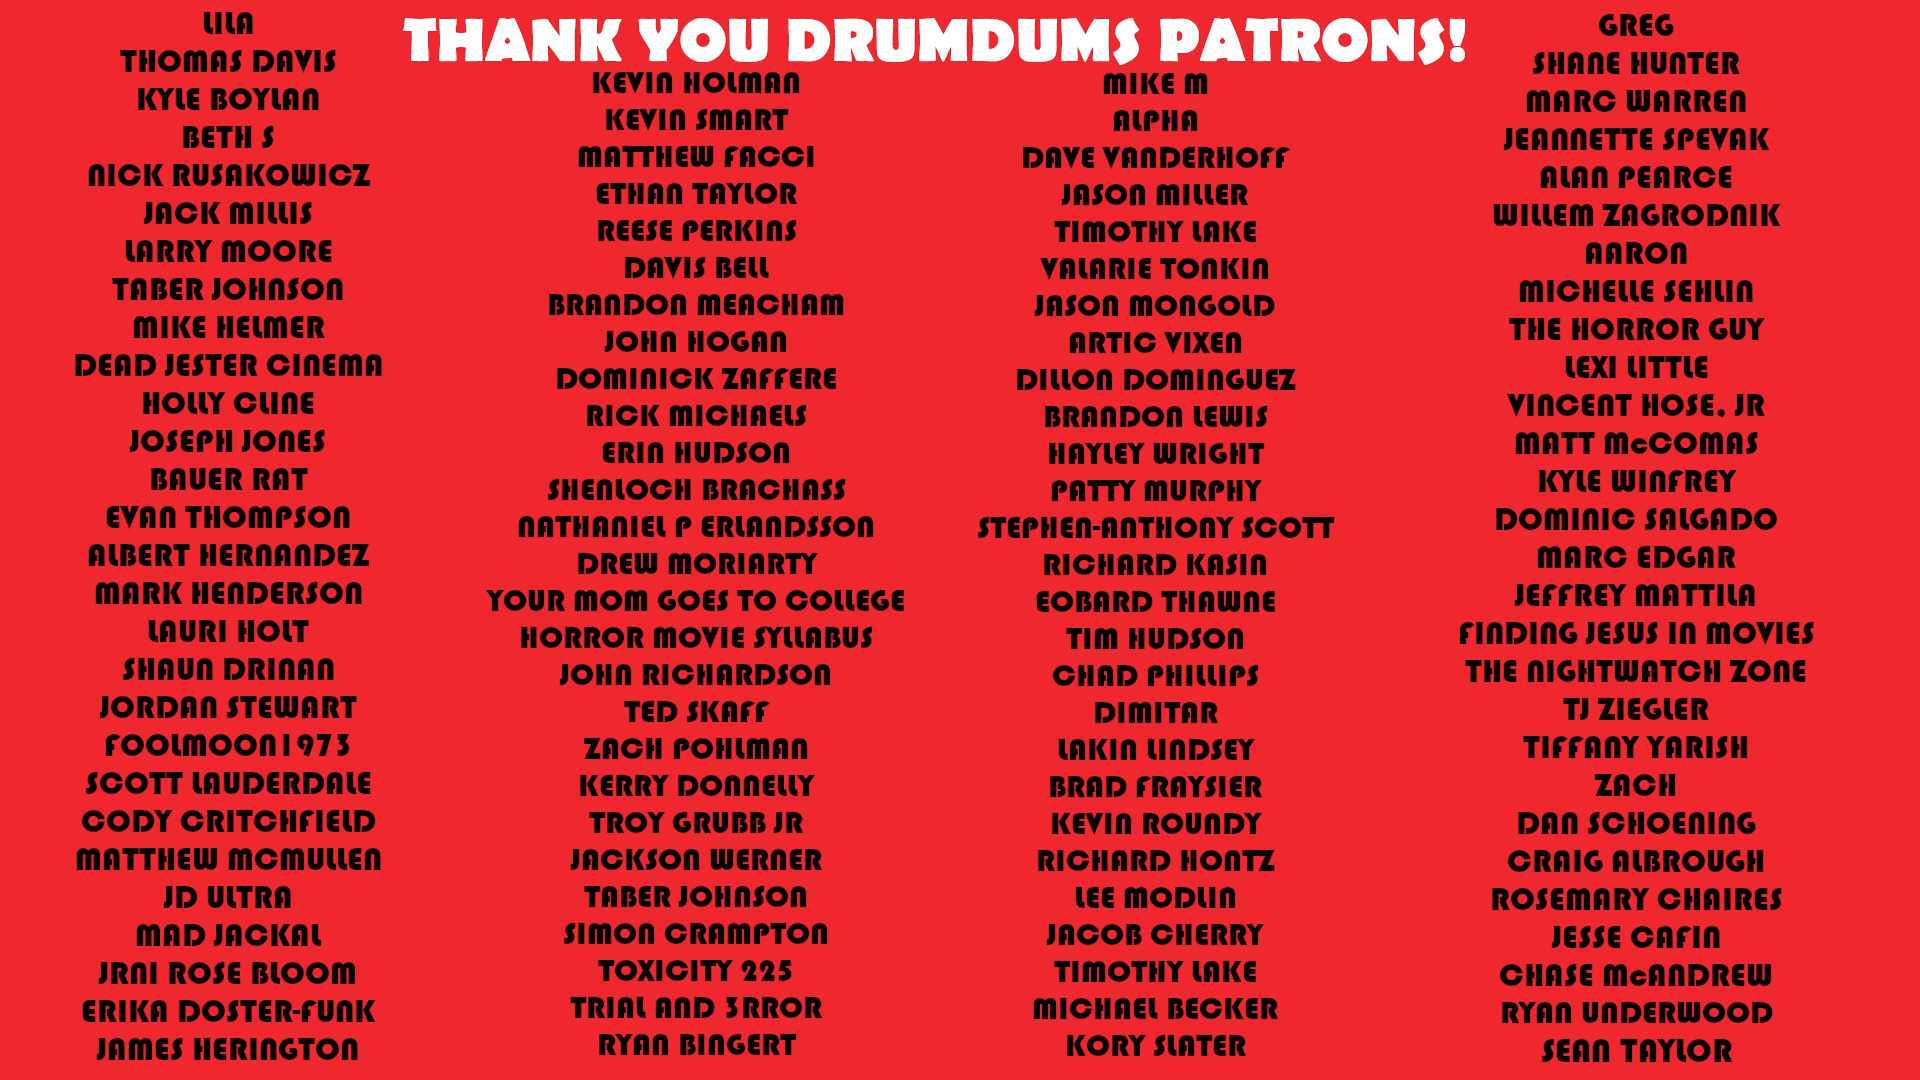 THANK YOU DRUMDUMS PATRONS!
LILA
THOMAS DAVIS
KYLE BOYLAN
BETH S
NICK RUSAKOWICZ
JACK MILLIS
LARRY MOORE
TABER JOHNSON
MIKE HELMER
DEAD JESTER CINEMA
HOLLY CLINE
JOSEPH JONES
BAUER RAT
EVAN THOMPSON
ALBERT HERNANDEZ
MARK HENDERSON
LAURI HOLT
SHAUN DRINAN
JORDAN STEWART
FOOLMOON1973
SCOTT LAUDERDALE
CODY CRITCHFIELD
MATTHEW MCMULLEN
JD ULTRA
MAD JACKAL
JRNI ROSE BLOOM
ERIKA DOSTER-FUNK
JAMES HERINGTON
KEVIN HOLMAN
KEVIN SMART
MATTHEW FACCI
ETHAN TAYLOR
REESE PERKINS
DAVIS BELL
BRANDON MEACHAM
JOHN HOGAN
DOMINICK ZAFFERE
RICK MICHAELS
ERIN HUDSON
SHENLOCH BRACHASS
NATHANIEL P ERLANDSSON
DREW MORIARTY
YOUR MOM GOES TO COLLEGE
HORROR MOVIE SYLLABUS
JOHN RICHARDSON
TED SKAFF
ZACH POHLMAN
KERRY DONNELLY
TROY GRUBB JR
JACKSON WERNER
TABER JOHNSON
SIMON CRAMPTON
TOXICITY 225
TRIAL AND 3RROR
RYAN BINGERT
MIKE M
ALPHA
DAVE VANDERHOFF
JASON MILLER
TIMOTHY LAKE
VALARIE TONKIN
JASON MONGOLD
ARTIC VIXEN
DILLON DOMINGUEZ
BRANDON LEWIS
HAYLEY WRIGHT
PATTY MURPHY
STEPHEN-ANTHONY SCOTT
RICHARD KASIN
EOBARD THAWNE
TIM HUDSON
CHAD PHILLIPS
DIMITAR
LAKIN LINDSEY
BRAD FRAYSIER
KEVIN ROUNDY
RICHARD HONTZ
LEE MODLIN
JACOB CHERRY
TIMOTHY LAKE
MICHAEL BECKER
KORY SLATER
GREG
SHANE HUNTER
MARC WARREN
JEANNETTE SPEVAK
ALAN PEARCE
WILLEM ZAGRODNIK
AARON
MICHELLE SEHLIN
THE HORROR GUY
LEXI LITTLE
VINCENT HOSE, JR
MATT McCOMAS
KYLE WINFREY
DOMINIC SALGADO
MARC EDGAR
JEFFREY MATTILA
FINDING JESUS IN MOVIES
THE NIGHTWATCH ZONE
TJ ZIEGLER
TIFFANY YARISH
ZACH
DAN SCHOENING
CRAIG ALBROUGH
ROSEMARY CHAIRES
JESSE CAFIN
CHASE McANDREW
RYAN UNDERWOOD
SEAN TAYLOR